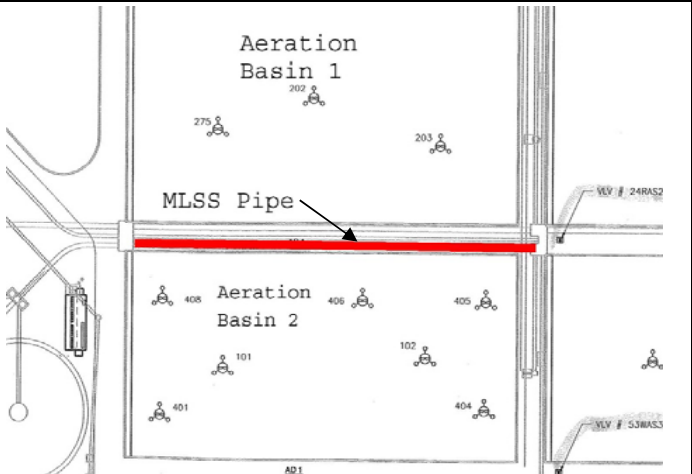 Aeration
Basin 1
202
275
203
VLV # 24RAS2
MLSS Pipe
408
Aeration
Basin 2
406
405
101
102
401
404
VLV # 53WAS3
AD1